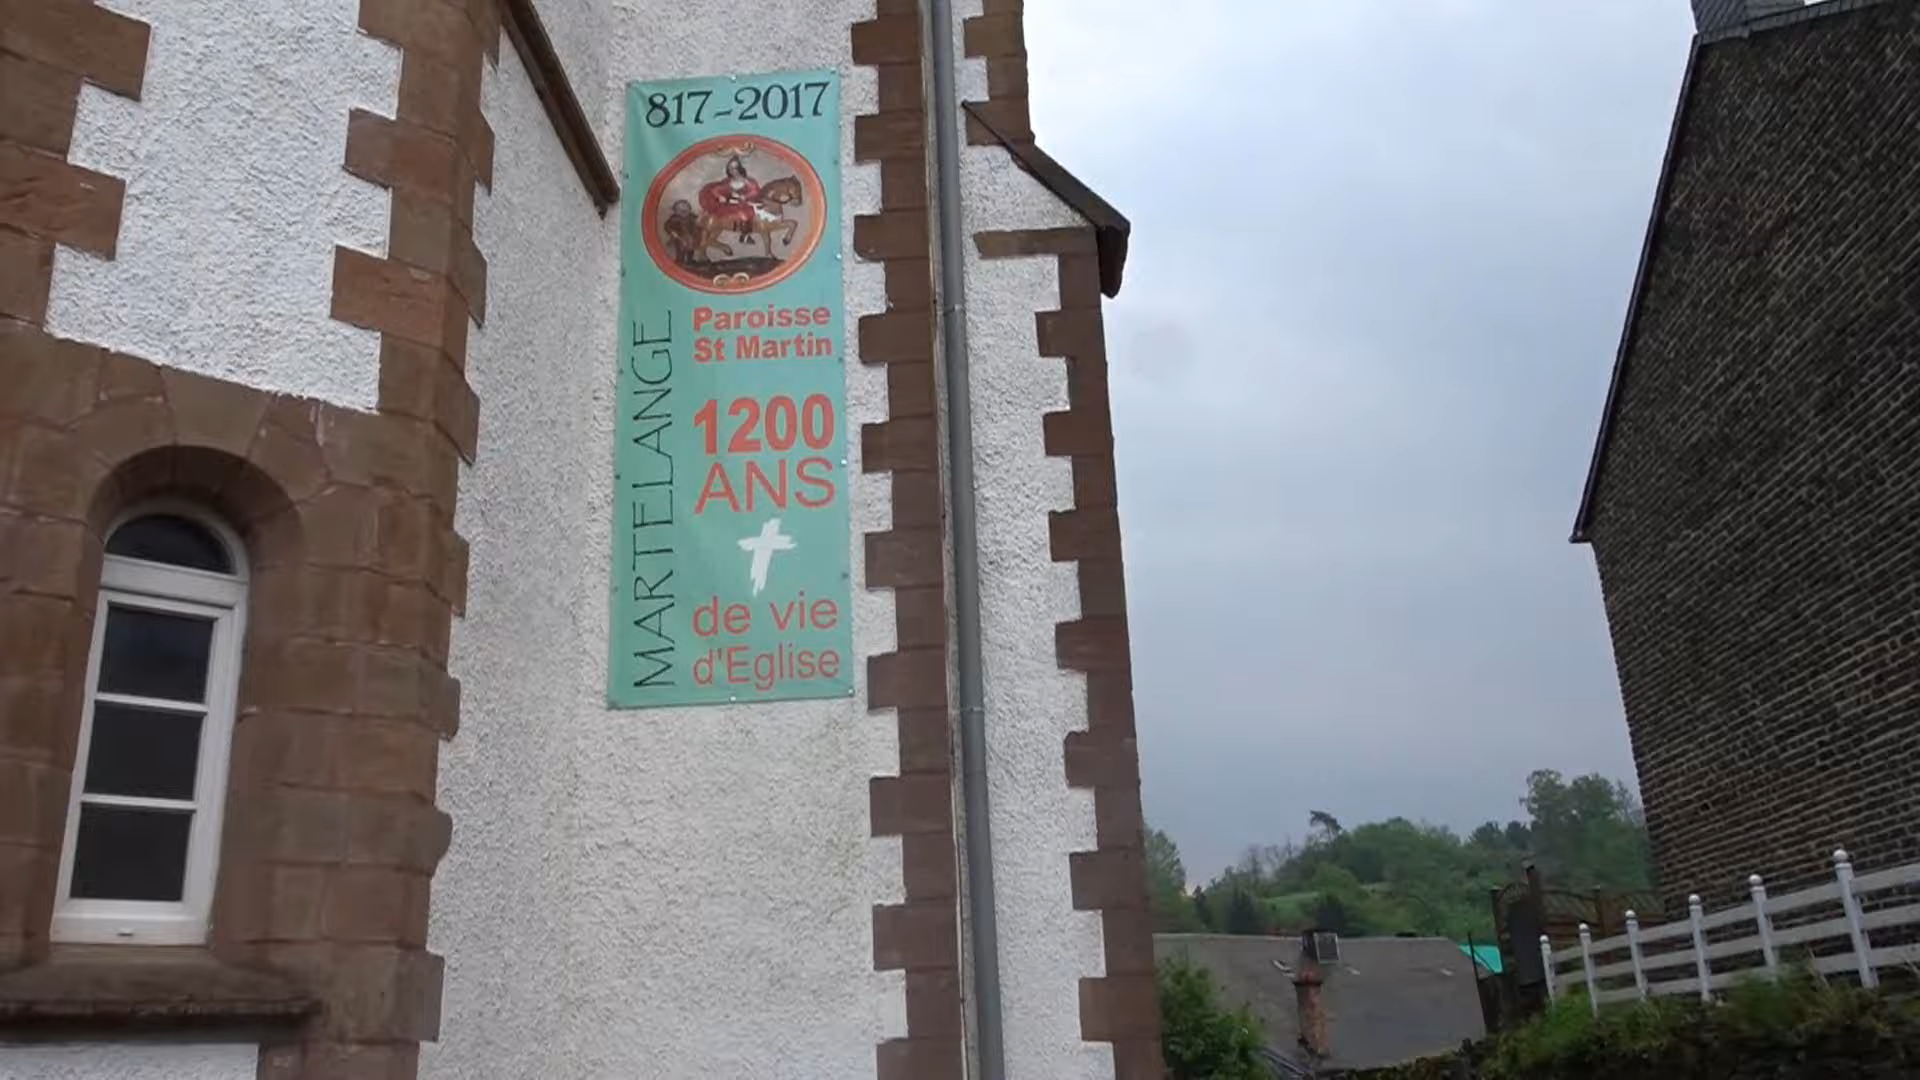 817-2017
MARTELANGE
Paroisse
St Martin
1200
ANS
de vie
d'Eglise